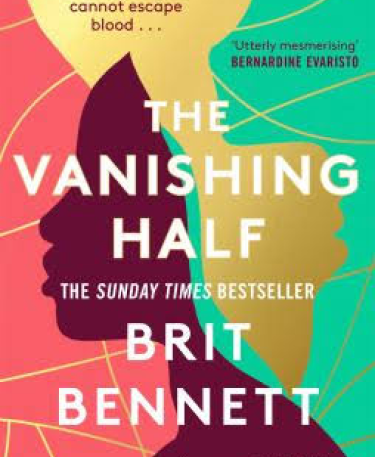 cannot escape
blood . . .
'Utterly mesmerising'
BERNARDINE EVARISTO
THE
VANISHING
HALF
THE SUNDAY TIMES BESTSELLER
BRIT
BENNETT